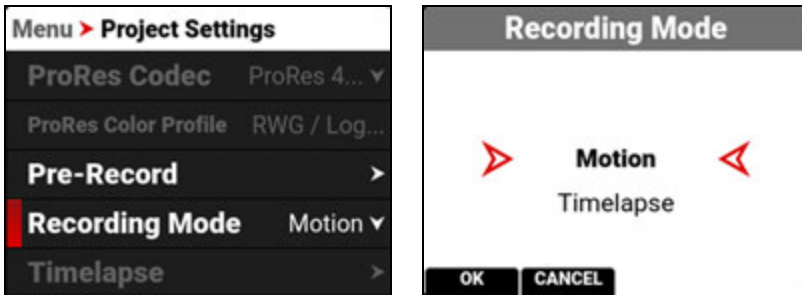 Menu > Project Settings
ProRes Codec ProRes 4...
ProRes Color Profile RWG / Log...
Pre-Record >
Recording Mode Motion
Timelapse >
Recording Mode
Motion
Timelapse
OK CANCEL